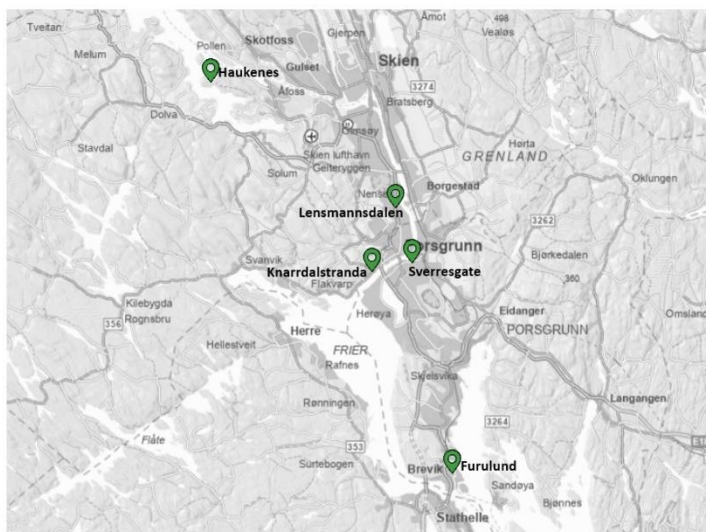 Tveitan
Pollen
Skotfoss
Gjerpen
Åmot
498
Vealøs
Melum
Haukenes
Gulset
Skien
Åfoss
3274
Dolva
Bratsberg
Stavdal
Skien lufthavn
Geiteryggen
Hørta
GRENLAND
Solum
Oklungen
Borgestad
Lensmannsdalen
3262
Svanvik
Knarrdalstranda
Sverresgate
Bjørkedalen
Flakvarp
360
Kilebygda
356
Rognsbru
Herøya
Eidanger
Omsland
Herre
PORSGRUNN
Hellestveit
FRIER
Rafnes
Skjelsvika
Rønningen
Langangen
3264
Flåte
353
Surtebogen
Brevik
Furulund
Sandøya
Bjønnes
Stathelle